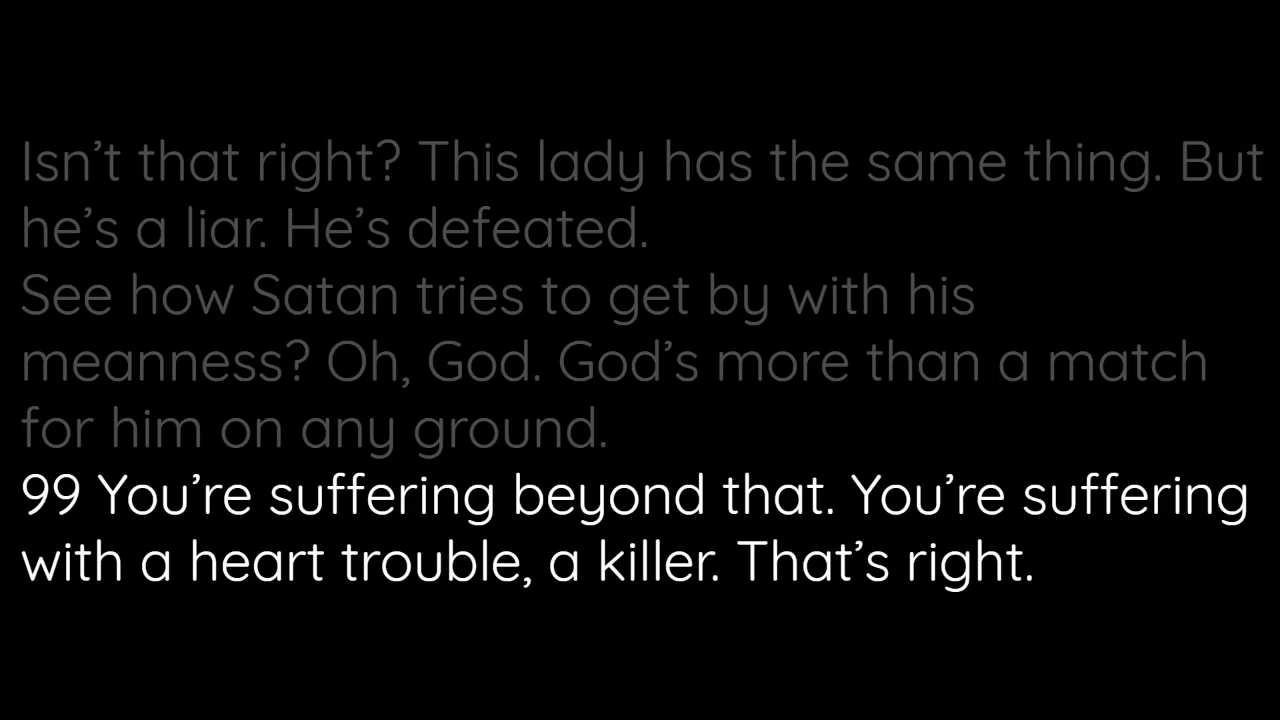 Isn’t that right? This lady has the same thing. But
he’s a liar. He’s defeated.
See how Satan tries to get by with his
meanness? Oh, God. God’s more than a match
for him on any ground.
99 You’re suffering beyond that. You’re suffering
with a heart trouble, a killer. That’s right.